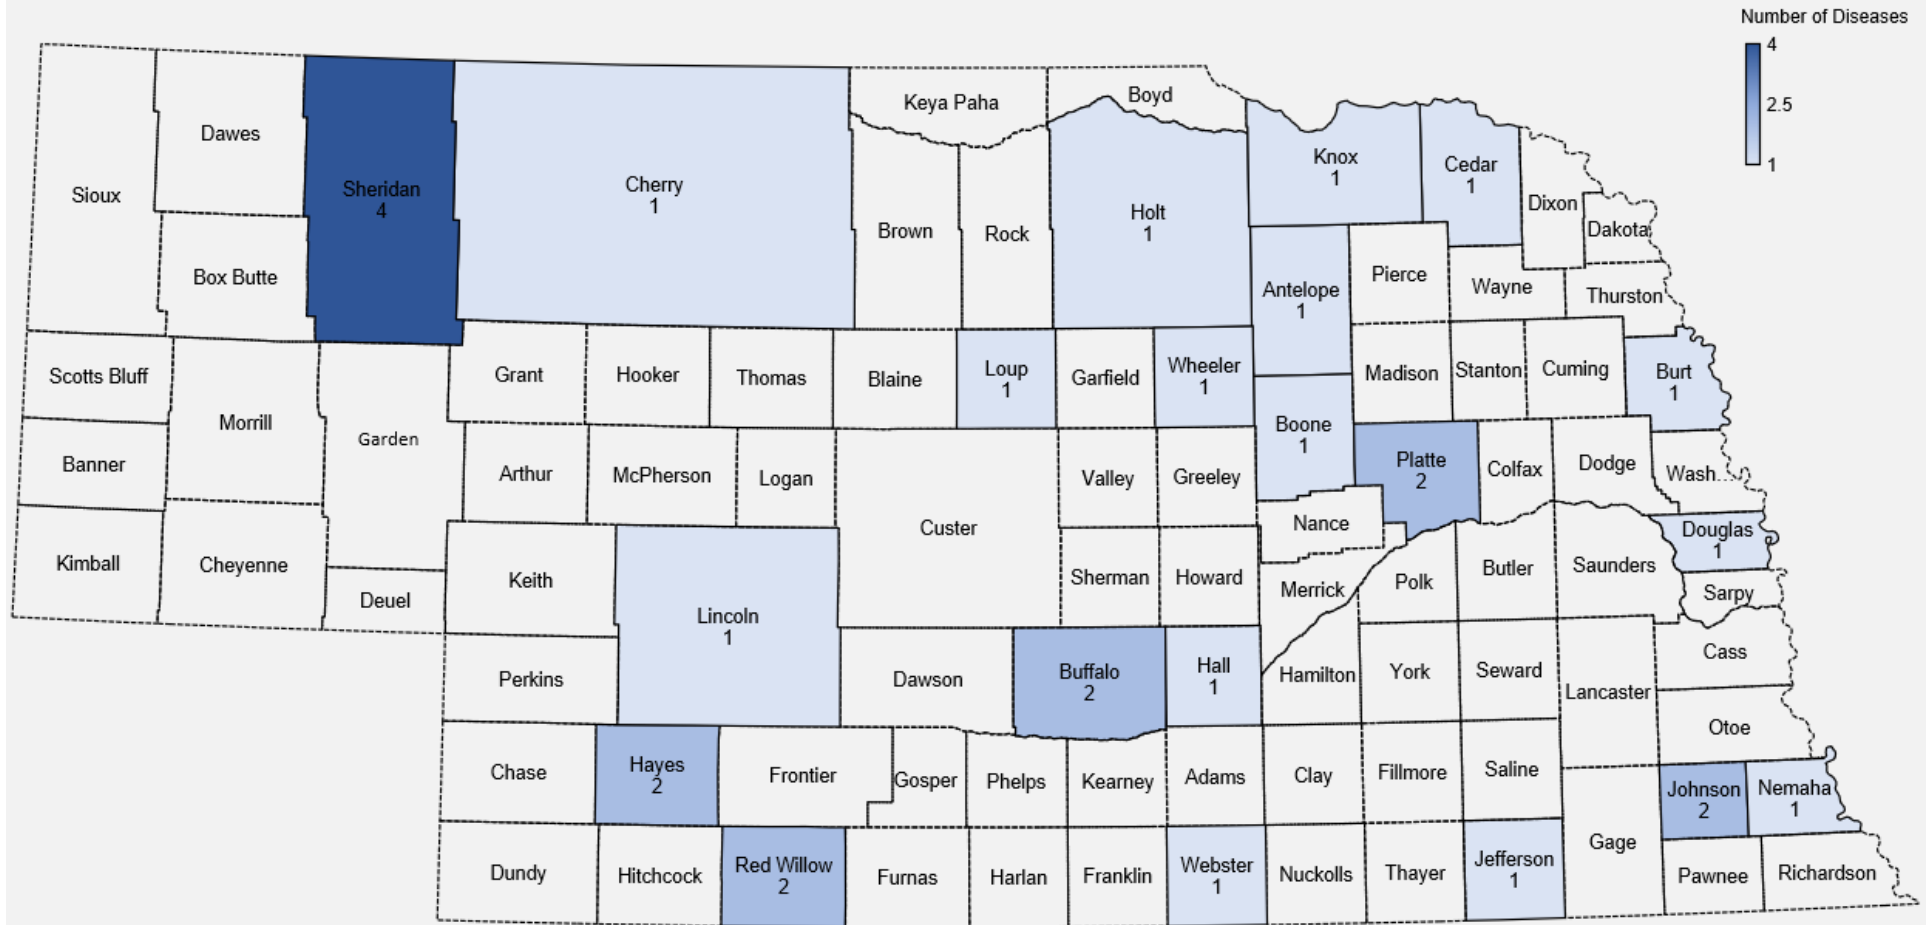 Number of Diseases
4
2.5
1
Sioux
Dawes
Box Butte
Sheridan
4
Cherry
1
Keya Paha
Boyd
Brown
Rock
Holt
1
Knox
1
Cedar
1
Dixon
Dakota
Antelope
1
Pierce
Wayne
Thurston
Scotts Bluff
Morrill
Garden
Grant
Hooker
Thomas
Blaine
Loup
1
Garfield
Wheeler
1
Madison
Stanton
Cuming
Burt
1
Banner
Arthur
McPherson
Logan
Custer
Valley
Greeley
Boone
1
Platte
2
Colfax
Dodge
Wash...
Kimball
Cheyenne
Deuel
Keith
Lincoln
1
Sherman
Howard
Nance
Merrick
Polk
Butler
Saunders
Douglas
1
Sarpy
Perkins
Dawson
Buffalo
2
Hall
1
Hamilton
York
Seward
Lancaster
Cass
Otoe
Chase
Hayes
2
Frontier
Gosper
Phelps
Kearney
Adams
Clay
Fillmore
Saline
Gage
Johnson
2
Nemaha
1
Dundy
Hitchcock
Red Willow
2
Furnas
Harlan
Franklin
Webster
1
Nuckolls
Thayer
Jefferson
1
Pawnee
Richardson